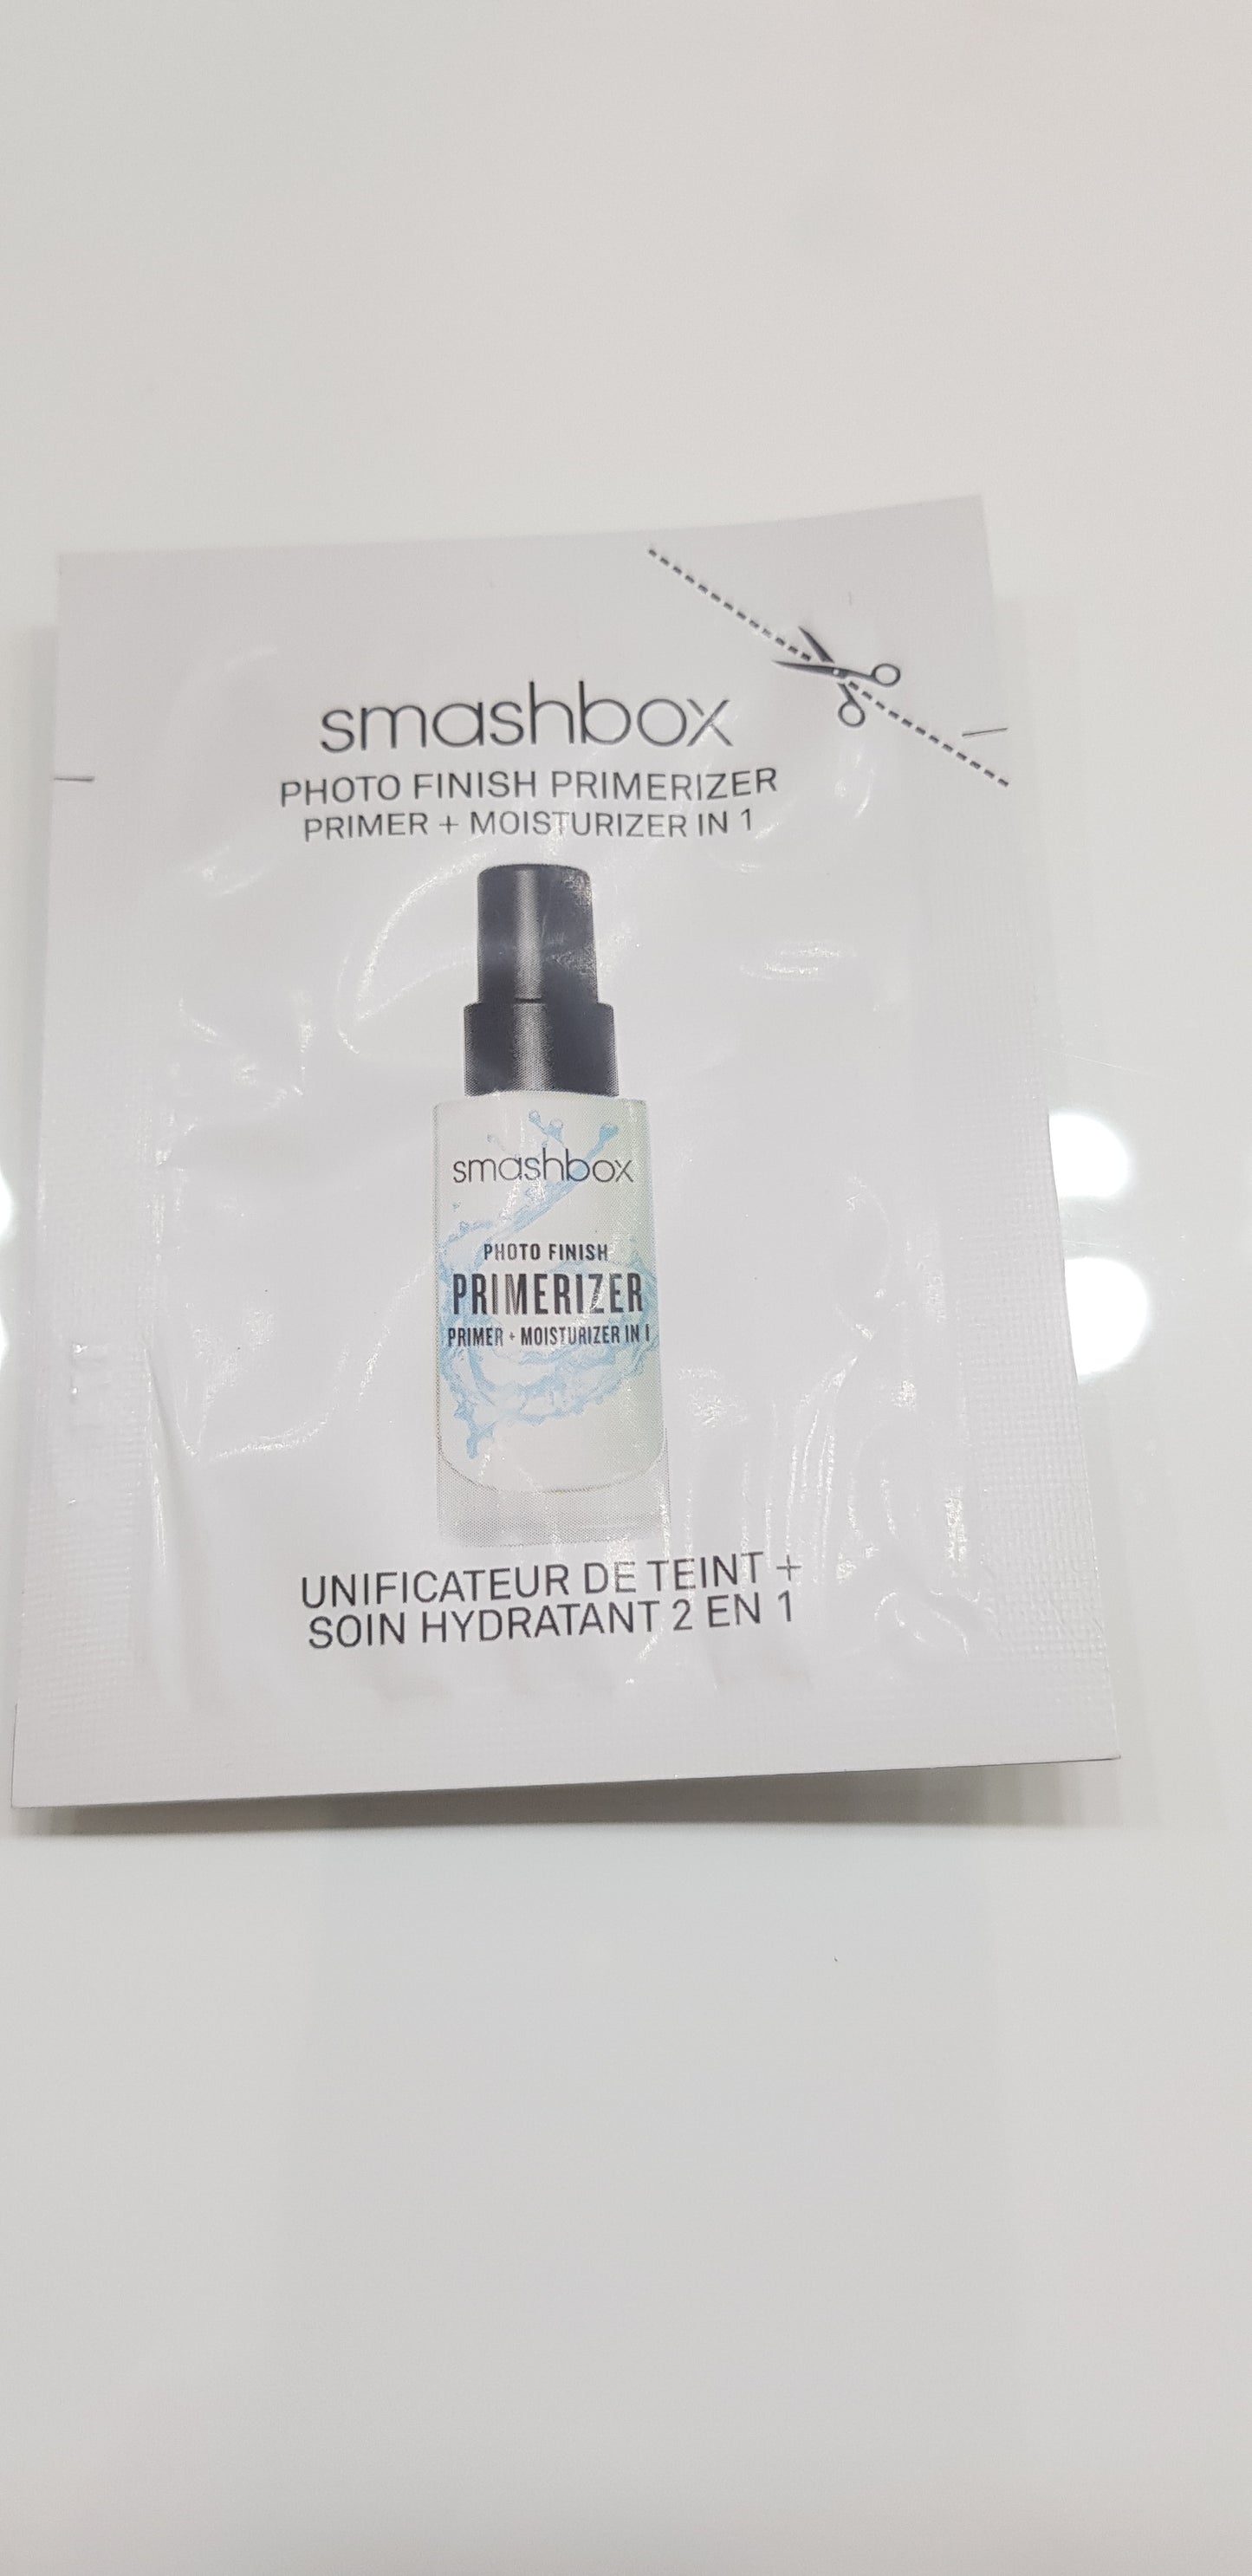 smashbox
PHOTO FINISH PRIMERIZER
PRIMER + MOISTURIZER IN 1
smashbox
PHOTO FINISH
PRIMERIZER
PRIMER + MOISTURIZER IN 1
UNIFICATEUR DE TEINT +
SOIN HYDRATANT 2 EN 1